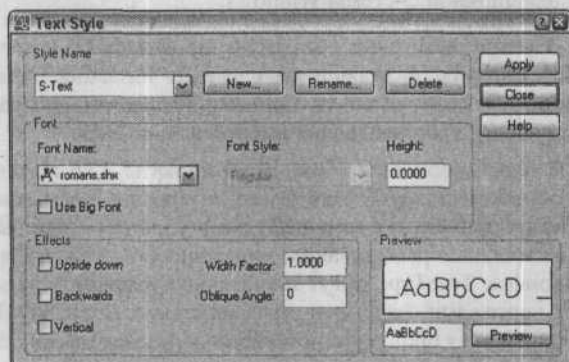 Text Style
Style Name
S-Text New... Rename... Delete
Apply
Close
Help
Font
Font Name: Font Style: Height:
romans.shx Regular 0.0000
Use Big Font
Effects
Upside down Width Factor: 1.0000
Backwards Oblique Angle: 0
Vertical
Preview
AaBbCcD
AaBbCcD Preview